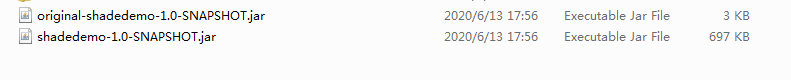 original-shadedemo-1.0-SNAPSHOT.jar 2020/6/13 17:56 Executable Jar File 3 KB
shadedemo-1.0-SNAPSHOT.jar 2020/6/13 17:56 Executable Jar File 697 KB